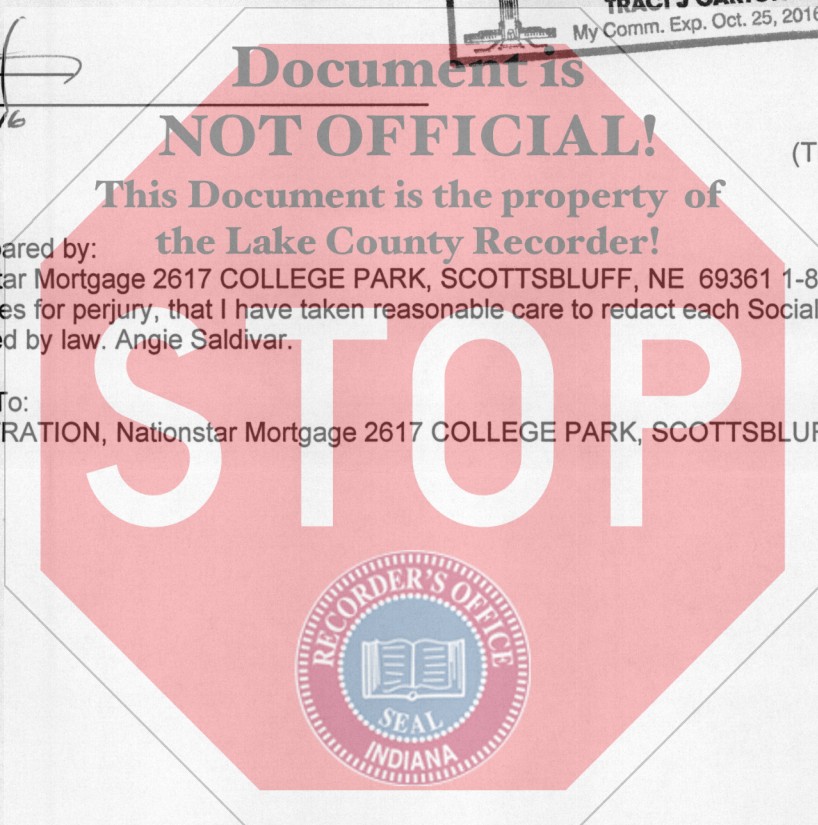 TRACI J
My Comm. Exp. Oct. 25, 2016
Document is
NOT OFFICIAL!
This Document is the property of
the Lake County Recorder!
ared by:
ar Mortgage 2617 COLLEGE PARK, SCOTTSBLUFF, NE 69361 1-8
es for perjury, that I have taken reasonable care to redact each Social
ed by law. Angie Saldivar.
To:
RATION, Nationstar Mortgage 2617 COLLEGE PARK, SCOTTSBLUF
STOP
RECORDER'S OFFICE
SEAL
INDIANA